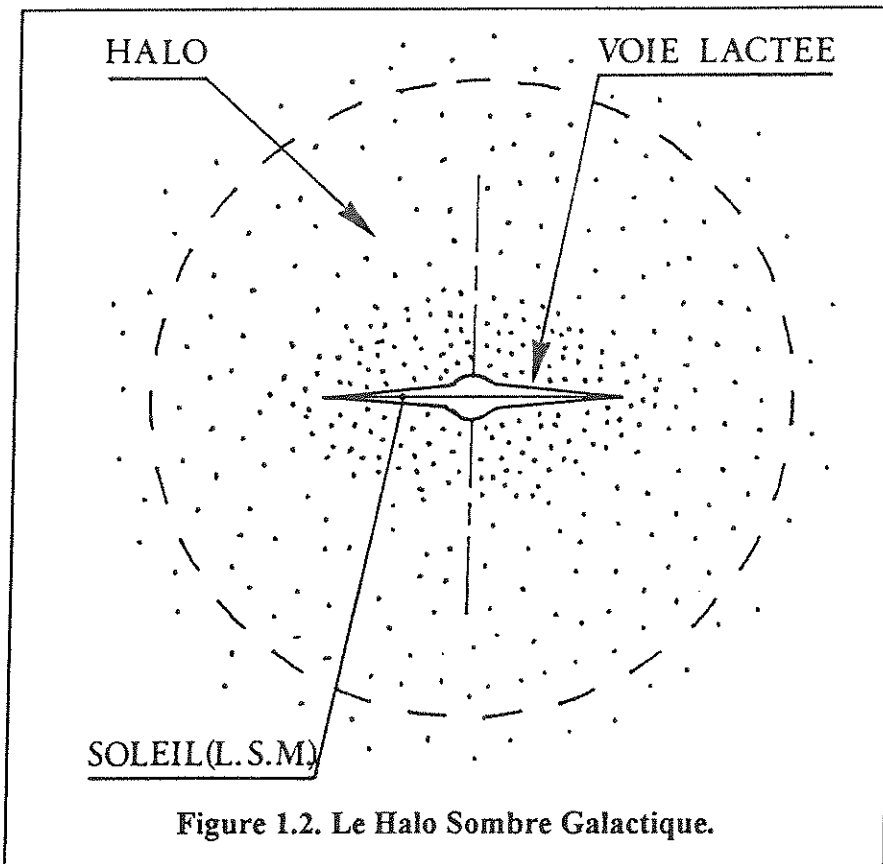 HALO
VOIE LACTEE
SOLEIL(L.S.M.)
Figure 1.2. Le Halo Sombre Galactique.